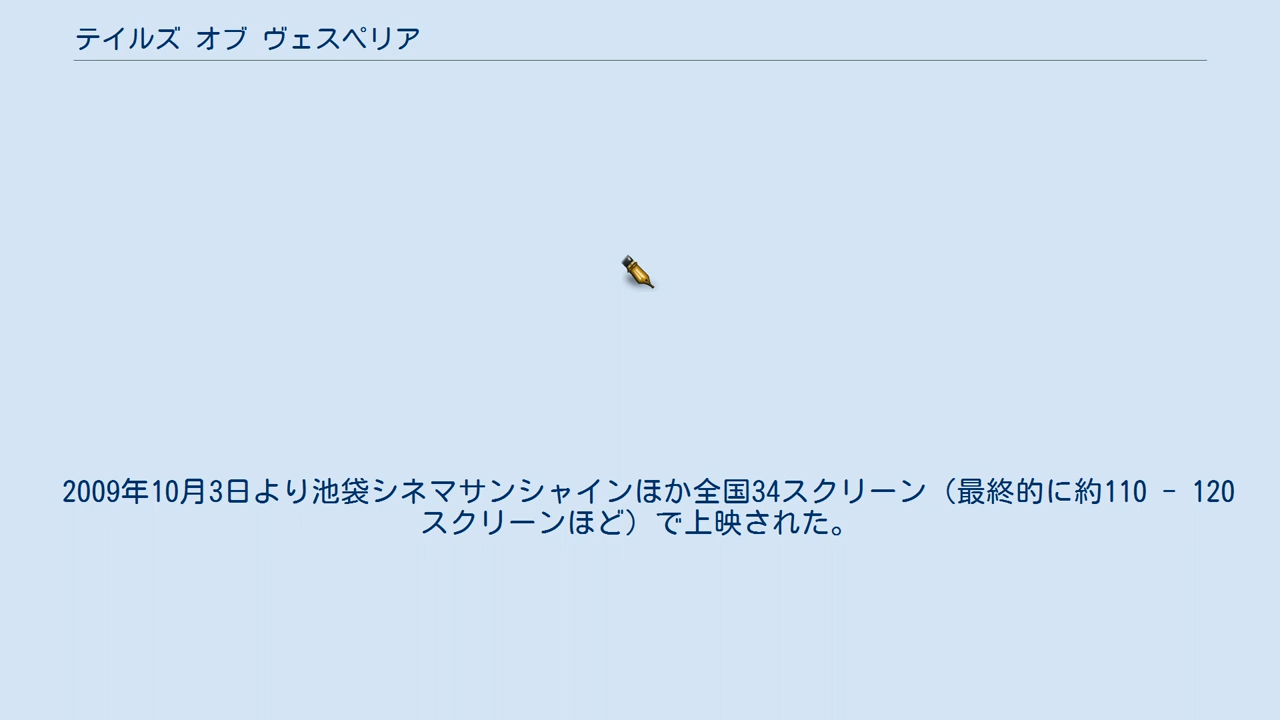 テイルズ オブ ヴェスペリア
2009年10月3日より池袋シネマサンシャインほか全国34スクリーン（最終的に約110 - 120
スクリーンほど）で上映された。